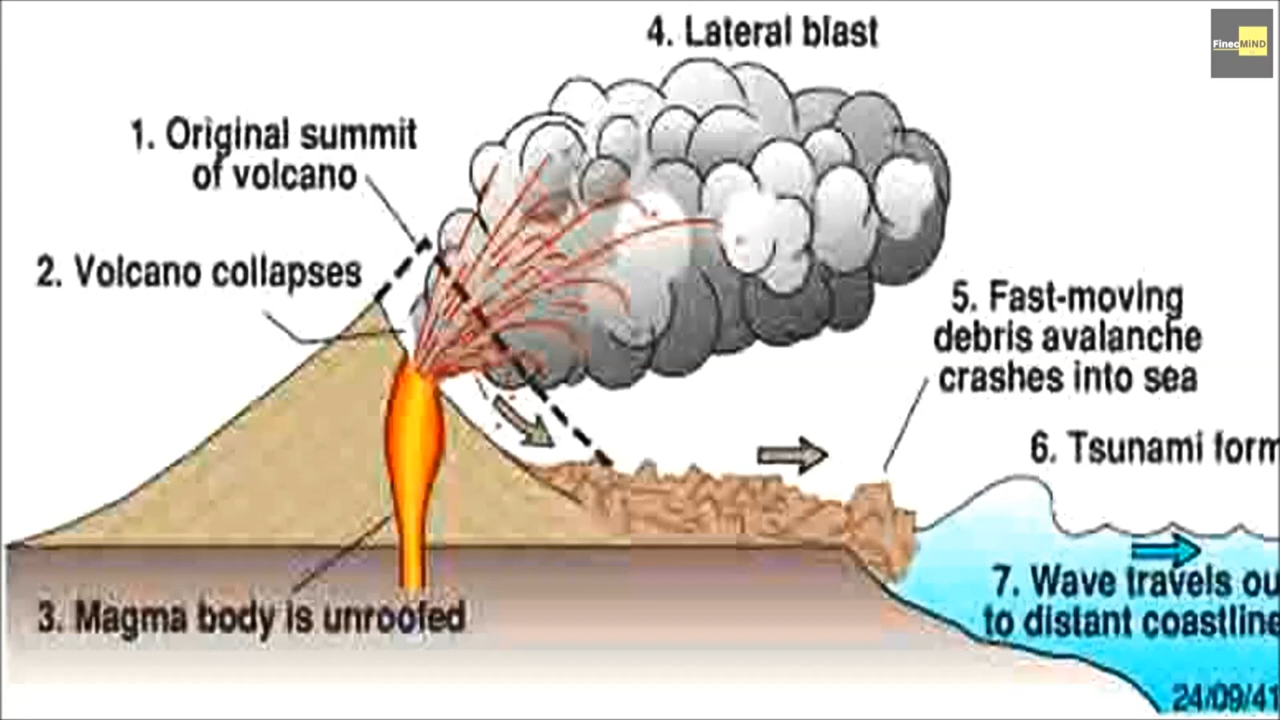 FinecMiND
4. Lateral blast
1. Original summit
of volcano
2. Volcano collapses
5. Fast-moving
debris avalanche
crashes into sea
6. Tsunami form
7. Wave travels ou
to distant coastline
3. Magma body is unroofed
24/09/41